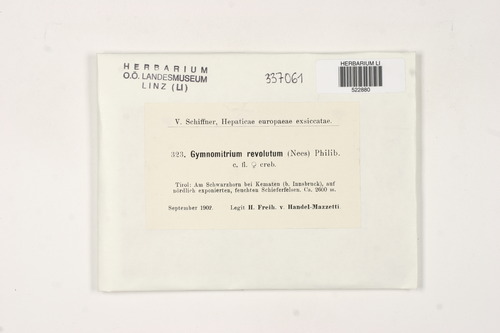 HERBARIUM
O.Ö. LANDESMUSEUM
LINZ (LI)
337061
HERBARIUM LI
522880
V. Schiffner, Hepaticae europaeae exsiccatae.
323. Gymnomitrium revolutum (Nees) Philib.
c. fl. ♀ creb.
Tirol: Am Schwarzhorn bei Kematen (b. Innsbruck), auf
nördlich exponierten, feuchten Schieferfelsen. Ca. 2600 m.
September 1902. Legit H. Freih. v. Handel-Mazzetti.